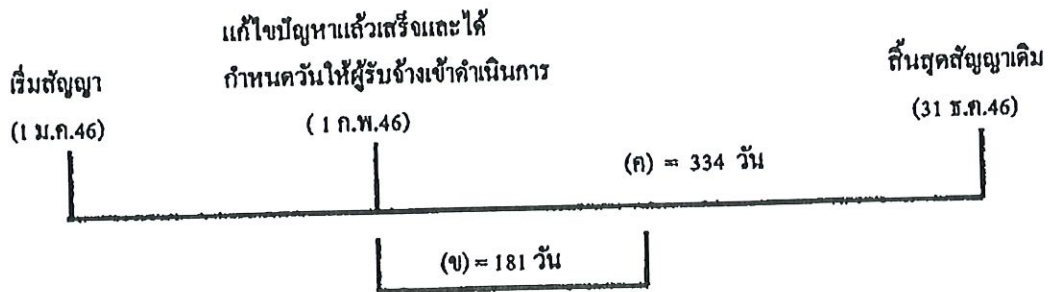 แก้ไขปัญหาแล้วเสร็จและได้
เริ่มสัญญา กำหนดวันให้ผู้รับจ้างเข้าดำเนินการ สิ้นสุดสัญญาเดิม
(1 ม.ค.46) ( 1 ก.พ.46) (31 ธ.ค.46)
(ค) = 334 วัน
(ข) = 181 วัน